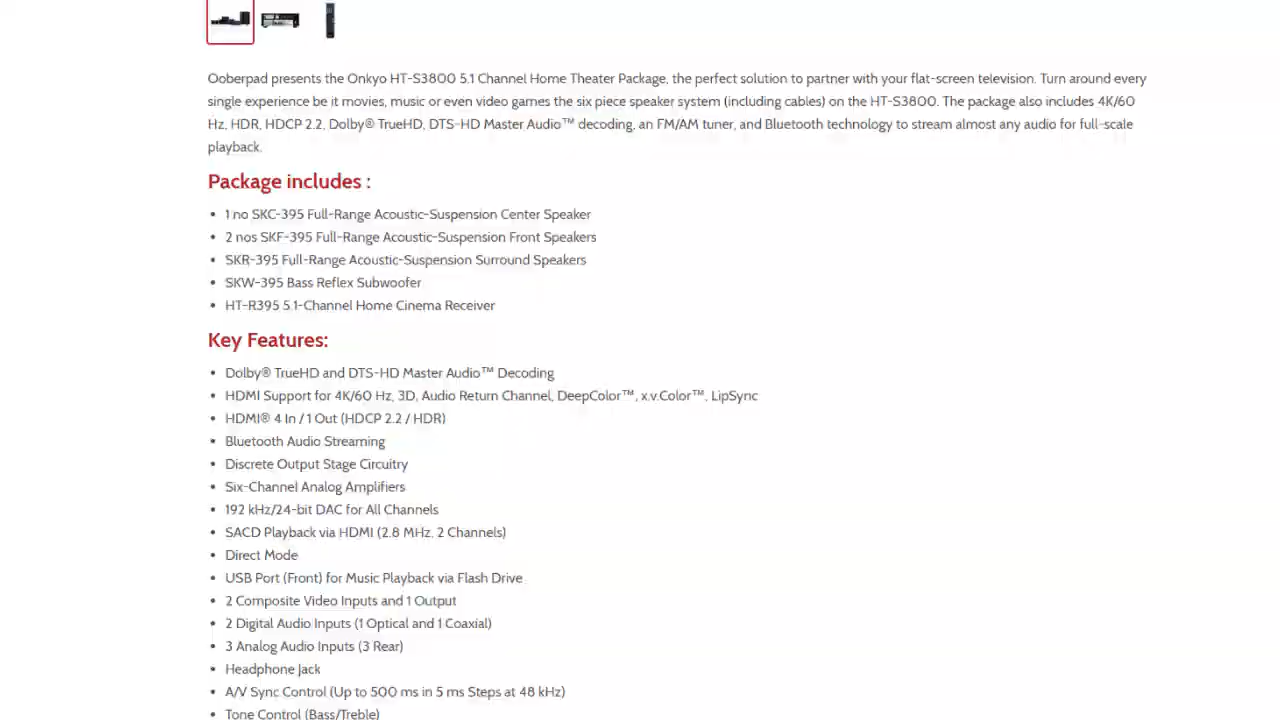 Ooberpad presents the Onkyo HT-S3800 5.1 Channel Home Theater Package, the perfect solution to partner with your flat-screen television. Turn around every
single experience be it movies, music or even video games the six piece speaker system (including cables) on the HT-S3800. The package also includes 4K/60
Hz, HDR, HDCP 2.2, Dolby® TrueHD, DTS-HD Master Audio™ decoding, an FM/AM tuner, and Bluetooth technology to stream almost any audio for full-scale
playback.
Package includes :
• 1 no SKC-395 Full-Range Acoustic-Suspension Center Speaker
• 2 nos SKF-395 Full-Range Acoustic-Suspension Front Speakers
• SKR-395 Full-Range Acoustic-Suspension Surround Speakers
• SKW-395 Bass Reflex Subwoofer
• HT-R395 5.1-Channel Home Cinema Receiver
Key Features:
• Dolby® TrueHD and DTS-HD Master Audio™ Decoding
• HDMI Support for 4K/60 Hz, 3D, Audio Return Channel, DeepColor™, x.v.Color™, LipSync
• HDMI® 4 In / 1 Out (HDCP 2.2 / HDR)
• Bluetooth Audio Streaming
• Discrete Output Stage Circuitry
• Six-Channel Analog Amplifiers
• 192 kHz/24-bit DAC for All Channels
• SACD Playback via HDMI (2.8 MHz, 2 Channels)
• Direct Mode
• USB Port (Front) for Music Playback via Flash Drive
• 2 Composite Video Inputs and 1 Output
• 2 Digital Audio Inputs (1 Optical and 1 Coaxial)
• 3 Analog Audio Inputs (3 Rear)
• Headphone Jack
• A/V Sync Control (Up to 500 ms in 5 ms Steps at 48 kHz)
• Tone Control (Bass/Treble)